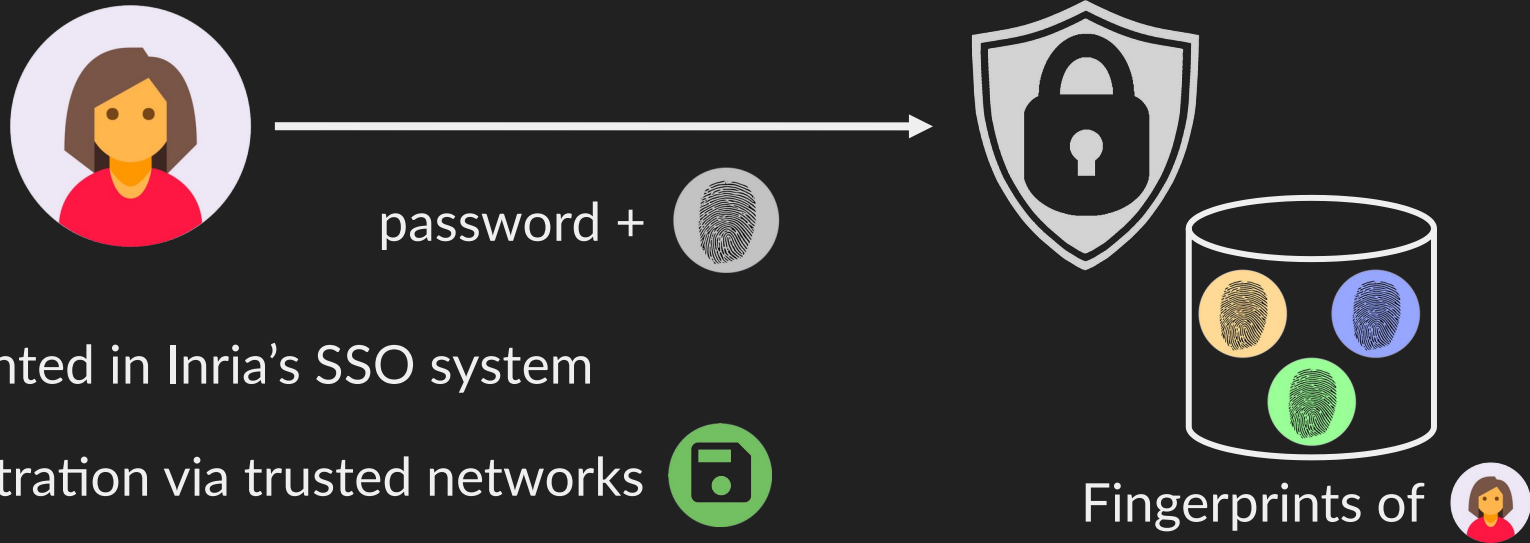 password +
nted in Inria's SSO system
tration via trusted networks
Fingerprints of